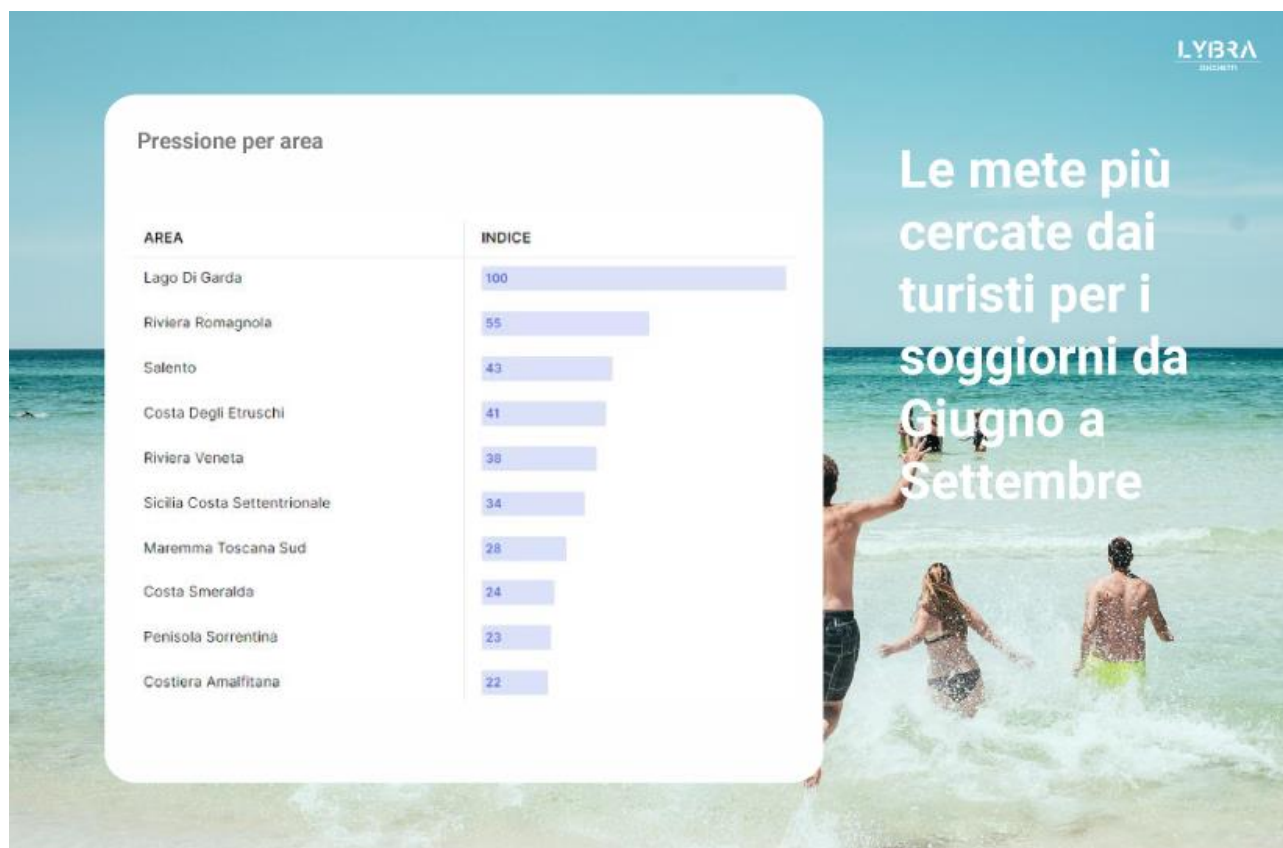 LYBRA
Pressione per area
Le mete più
cercate dai
turisti per i
soggiorni da
Giugno a
Settembre
AREA INDICE
Lago Di Garda 100
Riviera Romagnola 55
Salento 43
Costa Degli Etruschi 41
Riviera Veneta 38
Sicilia Costa Settentrionale 34
Maremma Toscana Sud 28
Costa Smeralda 24
Penisola Sorrentina 23
Costiera Amalfitana 22